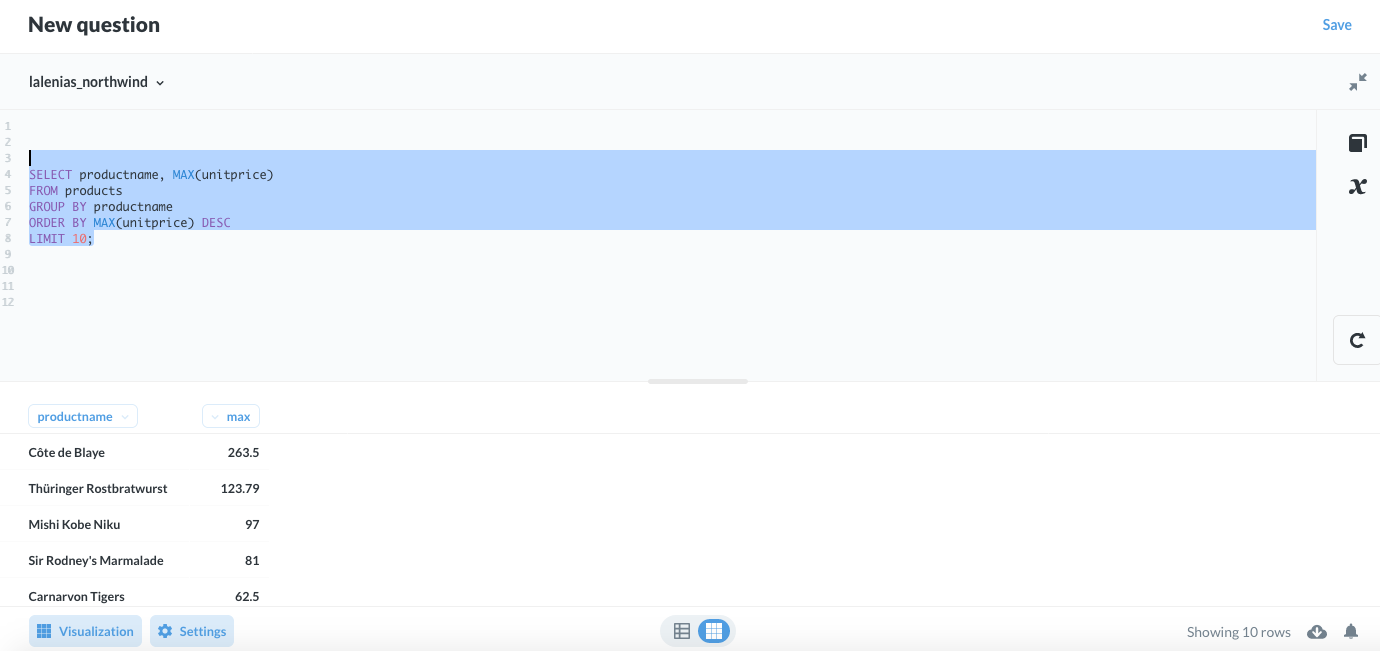 New question
Save
lalenias_northwind
1
2
3
4 SELECT productname, MAX(unitprice)
5 FROM products
6 GROUP BY productname
7 ORDER BY MAX(unitprice) DESC
8 LIMIT 10;
9
10
11
12
x
productname max
Côte de Blaye 263.5
Thüringer Rostbratwurst 123.79
Mishi Kobe Niku 97
Sir Rodney's Marmalade 81
Carnarvon Tigers 62.5
Visualization Settings Showing 10 rows